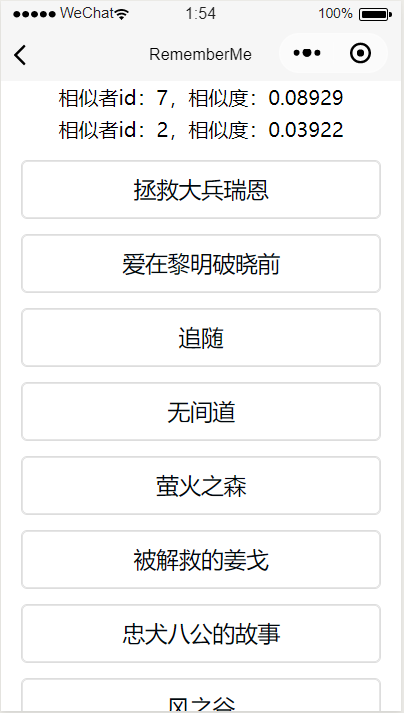 ●●●●● WeChat 1:54 100%
RememberMe
相似者id：7，相似度：0.08929
相似者id：2，相似度：0.03922
拯救大兵瑞恩
爱在黎明破晓前
追随
无间道
萤火之森
被解救的姜戈
忠犬八公的故事
风之谷